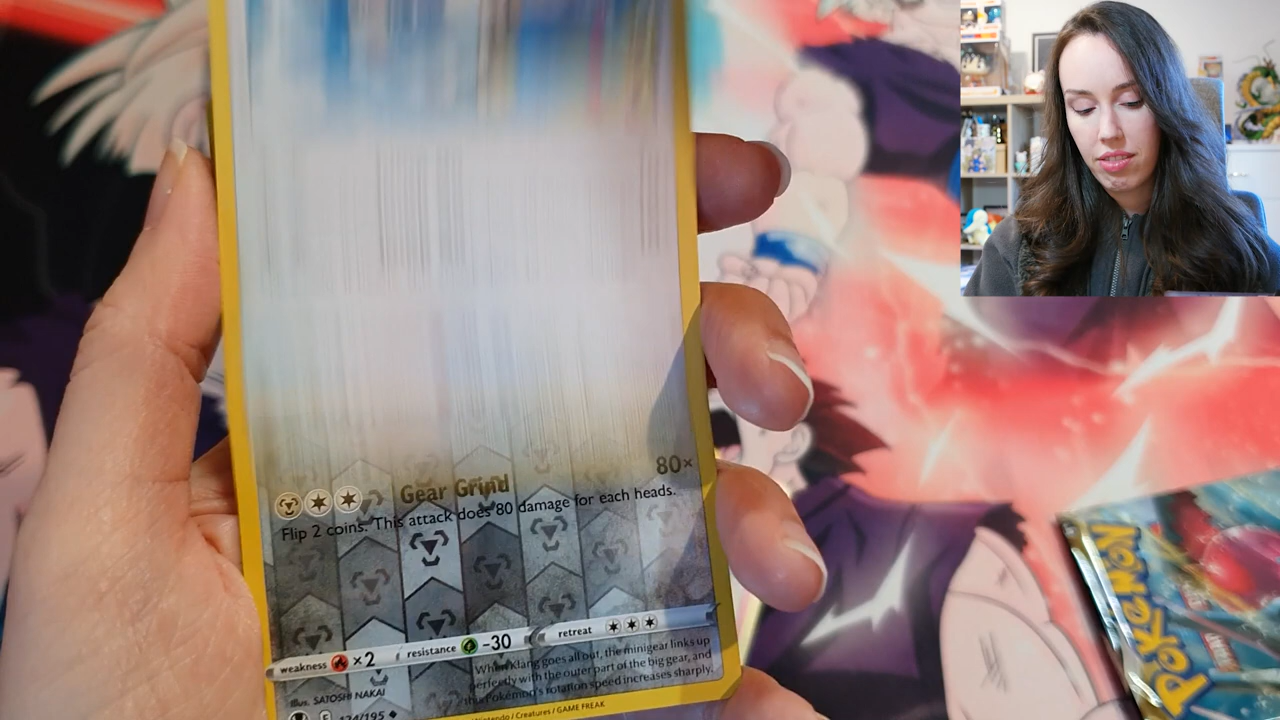 80×
Gear Grind
Flip 2 coins. This attack does 80 damage for each heads.
weakness ×2 resistance -30 retreat
When Klang goes all out, the minigear links up
perfectly with the outer part of the big gear, and
this Pokémon's rotation speed increases sharply.
Illus. SATOSHI NAKAI
F 124/195
Nintendo / Creatures / GAME FREAK
POKÉMON